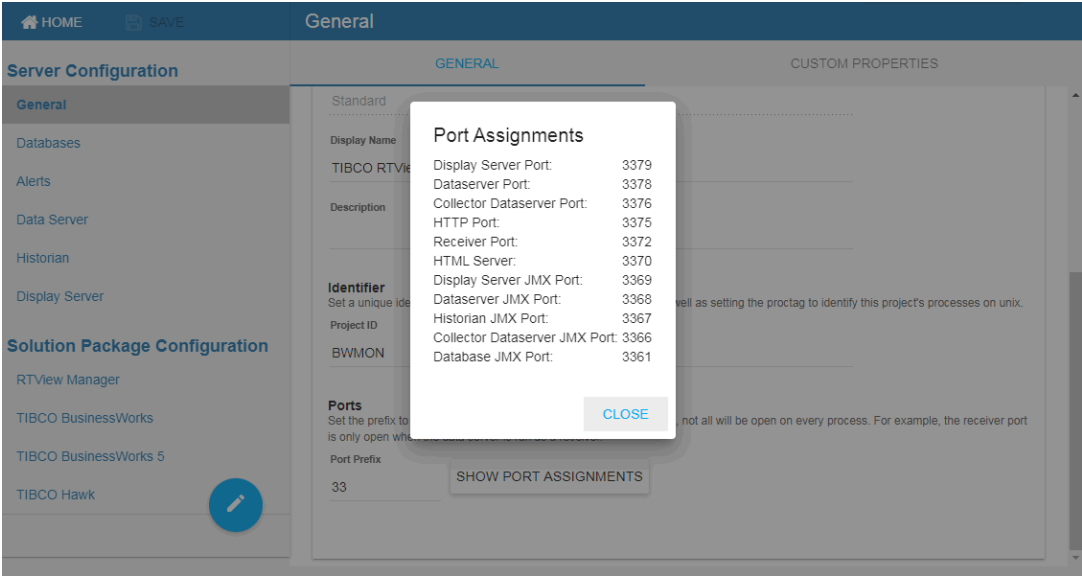 HOME SAVE General
Server Configuration
General
Databases
Alerts
Data Server
Historian
Display Server
Solution Package Configuration
RTView Manager
TIBCO BusinessWorks
TIBCO BusinessWorks 5
TIBCO Hawk
GENERAL CUSTOM PROPERTIES
Standard
Display Name
TIBCO
Description
Identifier
Set a unique well as setting the proctag to identify this project's processes on unix.
Project ID
BWMON
Ports
Set the prefix to , not all will be open on every process. For example, the receiver port
is only open
Port Prefix
33
SHOW PORT ASSIGNMENTS
Port Assignments
Display Server Port: 3379
Dataserver Port: 3378
Collector Dataserver Port: 3376
HTTP Port: 3375
Receiver Port: 3372
HTML Server: 3370
Display Server JMX Port: 3369
Dataserver JMX Port: 3368
Historian JMX Port: 3367
Collector Dataserver JMX Port: 3366
Database JMX Port: 3361
CLOSE